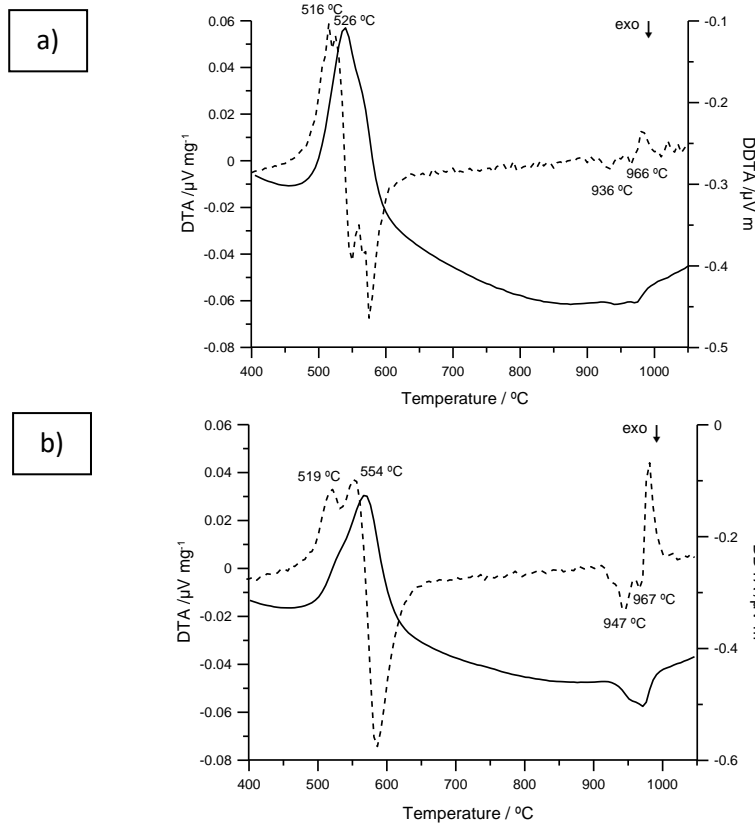 a)
516 ºC
526 ºC
exo
0.06
0.04
0.02
0
-0.02
-0.04
-0.06
-0.08
DTA /µV mg⁻¹
-0.1
-0.2
-0.3
-0.4
-0.5
DDTA /µV m
936 ºC
966 ºC
400 500 600 700 800 900 1000
Temperature / ºC
b)
519 ºC
554 ºC
exo
0.06
0.04
0.02
0
-0.02
-0.04
-0.06
-0.08
DTA /µV mg⁻¹
0
-0.2
-0.4
-0.6
947 ºC
967 ºC
400 500 600 700 800 900 1000
Temperature / ºC